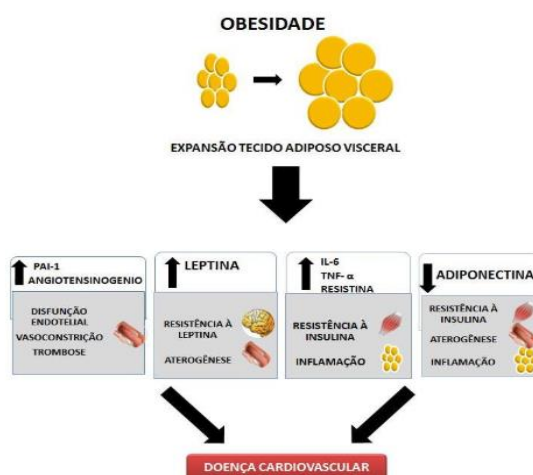 OBESIDADE
EXPANSÃO TECIDO ADIPOSO VISCERAL
PAI-1
ANGIOTENSINOGENIO
DISFUNÇÃO
ENDOTELIAL
VASOCONSTRIÇÃO
TROMBOSE
LEPTINA
RESISTÊNCIA À
LEPTINA
ATEROGÊNESE
IL-6
TNF- α
RESISTINA
RESISTÊNCIA À
INSULINA
INFLAMAÇÃO
ADIPONECTINA
RESISTÊNCIA À
INSULINA
ATEROGÊNESE
INFLAMAÇÃO
DOENÇA CARDIOVASCULAR